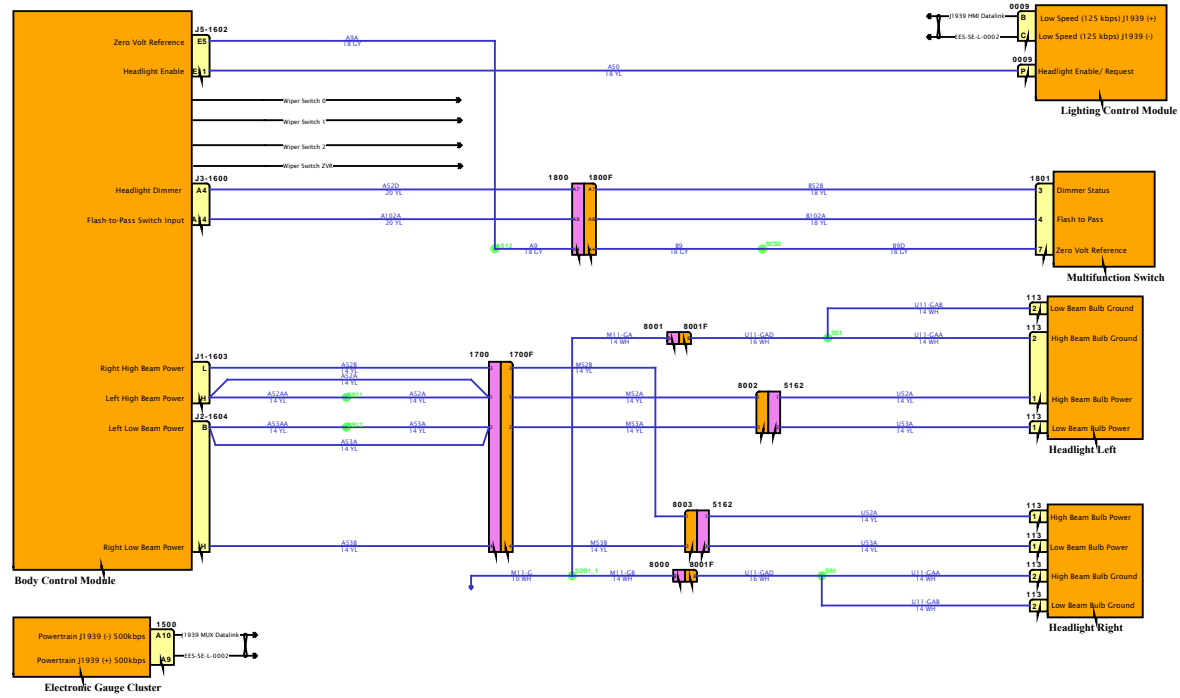 0009
J1939 HMI Datalink
B
Low Speed (125 kbps) J1939 (+)
EES-SE-L-0002
C
Low Speed (125 kbps) J1939 (-)
0009
P
Headlight Enable/ Request
Lighting Control Module
J5-1602
Zero Volt Reference
E5
A9A
18 GY
Headlight Enable
A50
18 YL
Wiper Switch 0
Wiper Switch 1
Wiper Switch 2
Wiper Switch ZVR
J3-1600
Headlight Dimmer
A4
A52D
20 YL
Flash-to-Pass Switch Input
A102A
20 YL
1800
1800F
A7
A7
A8
A8
A9
18 GY
B52B
18 YL
B102A
18 YL
B9
18 GY
B9D
18 GY
1801
3
Dimmer Status
4
Flash to Pass
7
Zero Volt Reference
Multifunction Switch
J1-1603
Right High Beam Power
L
A52B
14 YL
A52A
14 YL
Left High Beam Power
H
A52AA
14 YL
A52A
14 YL
J2-1604
Left Low Beam Power
B
A53AA
14 YL
A53A
14 YL
A53A
14 YL
Right Low Beam Power
H
A53B
14 YL
Body Control Module
1700
1700F
M52B
14 YL
M52A
14 YL
M53A
14 YL
M53B
14 YL
M11-G
10 WH
SDS1_1
M11-GA
14 WH
8001
8001F
U11-GAD
16 WH
SS1
U11-GAB
14 WH
U11-GAA
14 WH
8002
5162
U52A
14 YL
U53A
14 YL
113
2
Low Beam Bulb Ground
113
2
High Beam Bulb Ground
1
High Beam Bulb Power
113
1
Low Beam Bulb Power
Headlight Left
8003
5162
U52A
14 YL
U53A
14 YL
M11-GB
14 WH
8000
8001F
U11-GAD
16 WH
SS1
U11-GAA
14 WH
U11-GAB
14 WH
113
1
High Beam Bulb Power
113
1
Low Beam Bulb Power
113
2
High Beam Bulb Ground
113
2
Low Beam Bulb Ground
Headlight Right
1500
Powertrain J1939 (-) 500kbps
A10
J1939 MUX Datalink
Powertrain J1939 (+) 500kbps
A9
EES-SE-L-0002
Electronic Gauge Cluster